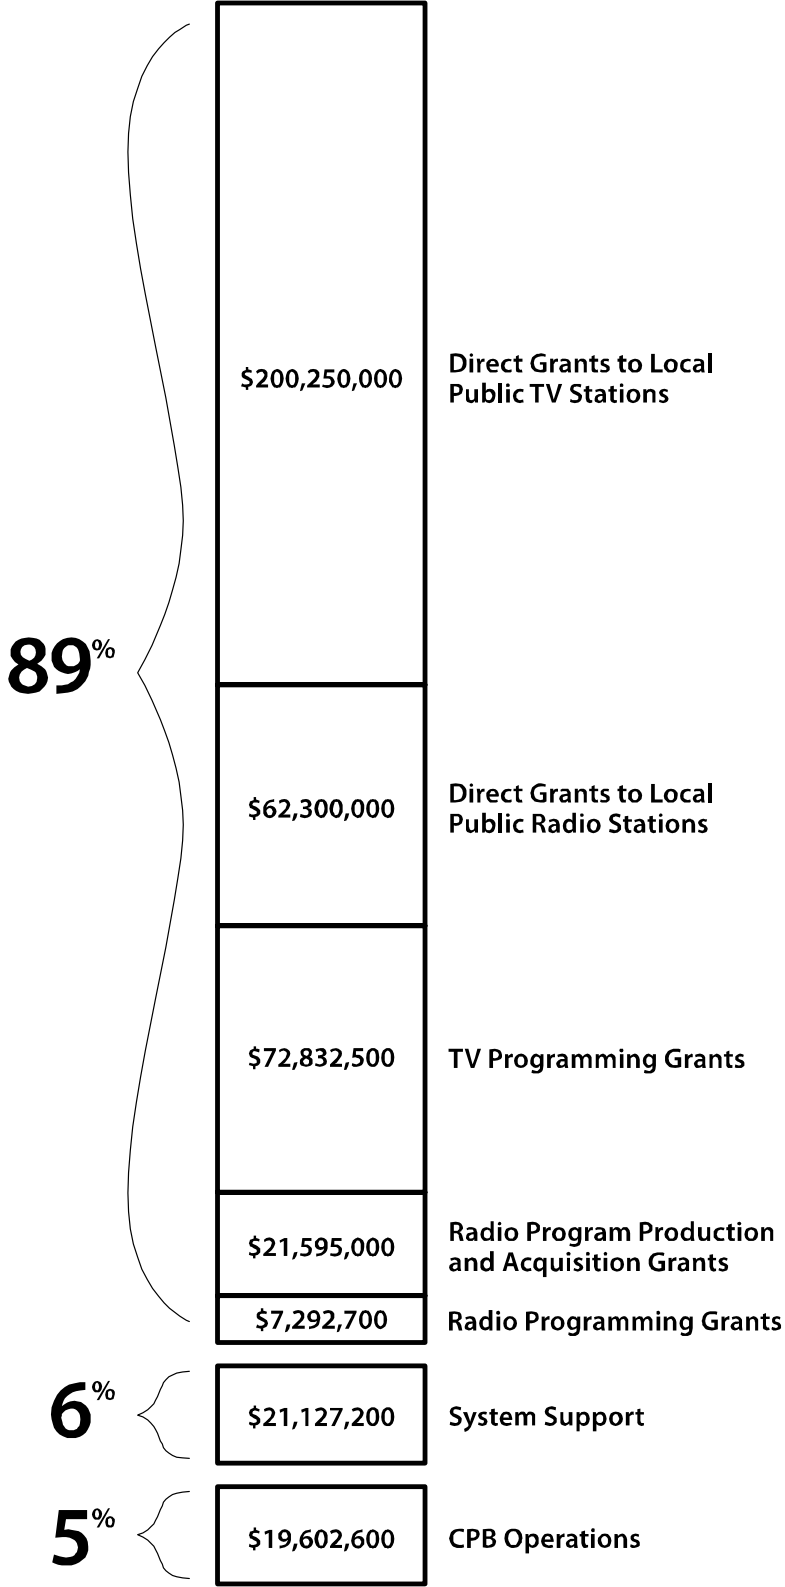 $200,250,000
Direct Grants to Local
Public TV Stations
89%
$62,300,000
Direct Grants to Local
Public Radio Stations
$72,832,500
TV Programming Grants
$21,595,000
Radio Program Production
and Acquisition Grants
$7,292,700
Radio Programming Grants
6%
$21,127,200
System Support
5%
$19,602,600
CPB Operations